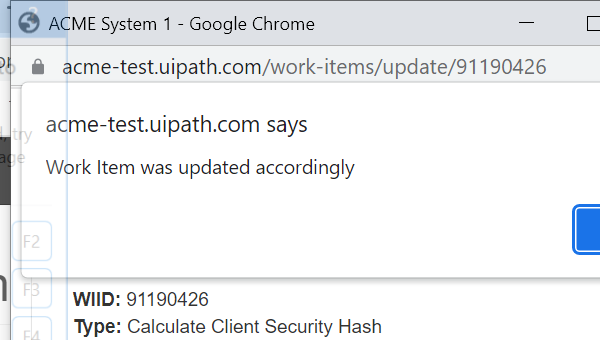 ACME System 1 - Google Chrome
acme-test.uipath.com/work-items/update/91190426
acme-test.uipath.com says
try
Work Item was updated accordingly
F2
F3
WIID: 91190426
F4
Type: Calculate Client Security Hash